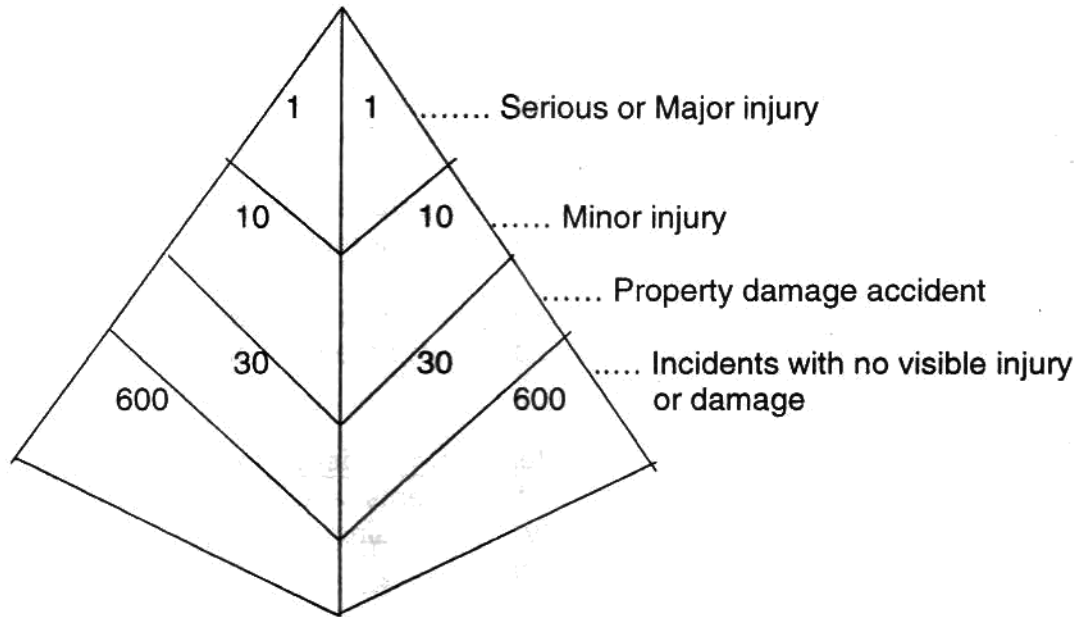 1 1 ........ Serious or Major injury
10 10 ...... Minor injury
...... Property damage accident
30 30 ..... Incidents with no visible injury
600 600 or damage